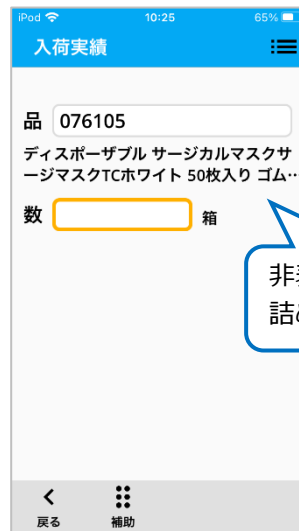 iPod 10:25 65%
入荷実績
品 076105
ディスポーザブル サージカルマスクサ
ージマスクTCホワイト 50枚入り ゴム…
数 箱
非
詰
戻る 補助